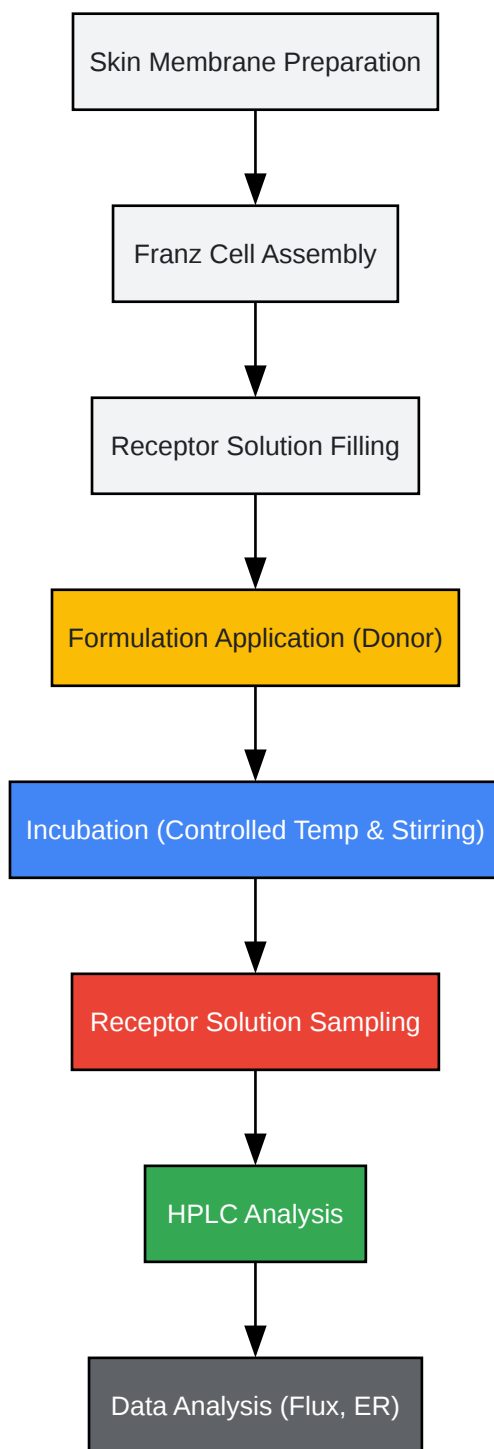 Skin Membrane Preparation
Franz Cell Assembly
Receptor Solution Filling
Formulation Application (Donor)
Incubation (Controlled Temp & Stirring)
Receptor Solution Sampling
HPLC Analysis
Data Analysis (Flux, ER)